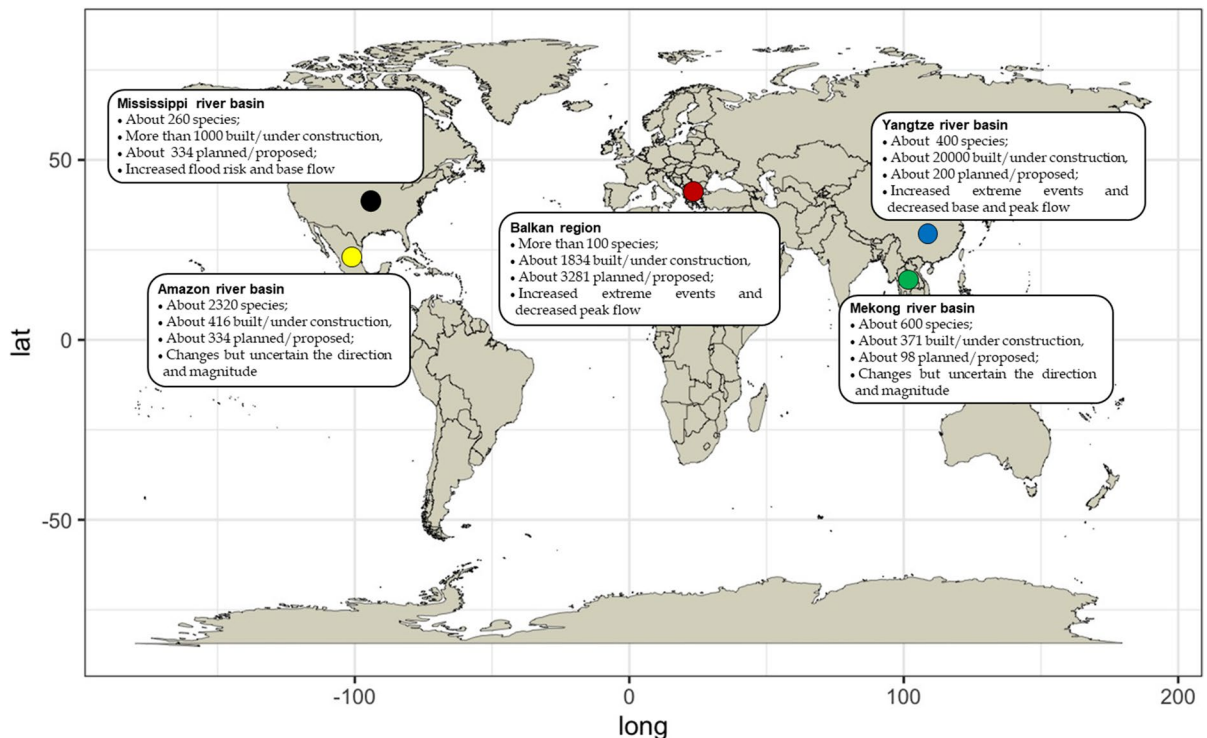 Mississippi river basin
• About 260 species;
• More than 1000 built/under construction,
• About 334 planned/proposed;
• Increased flood risk and base flow
Yangtze river basin
• About 400 species;
• About 20000 built/under construction,
• About 200 planned/proposed;
• Increased extreme events and
decreased base and peak flow
Balkan region
• More than 100 species;
• About 1834 built/under construction,
• About 3281 planned/proposed;
• Increased extreme events and
decreased peak flow
Amazon river basin
• About 2320 species;
• About 416 built/under construction,
• About 334 planned/proposed;
• Changes but uncertain the direction
and magnitude
Mekong river basin
• About 600 species;
• About 371 built/under construction,
• About 98 planned/proposed;
• Changes but uncertain the direction
and magnitude
lat
50
0
-50
-100
0
100
200
long